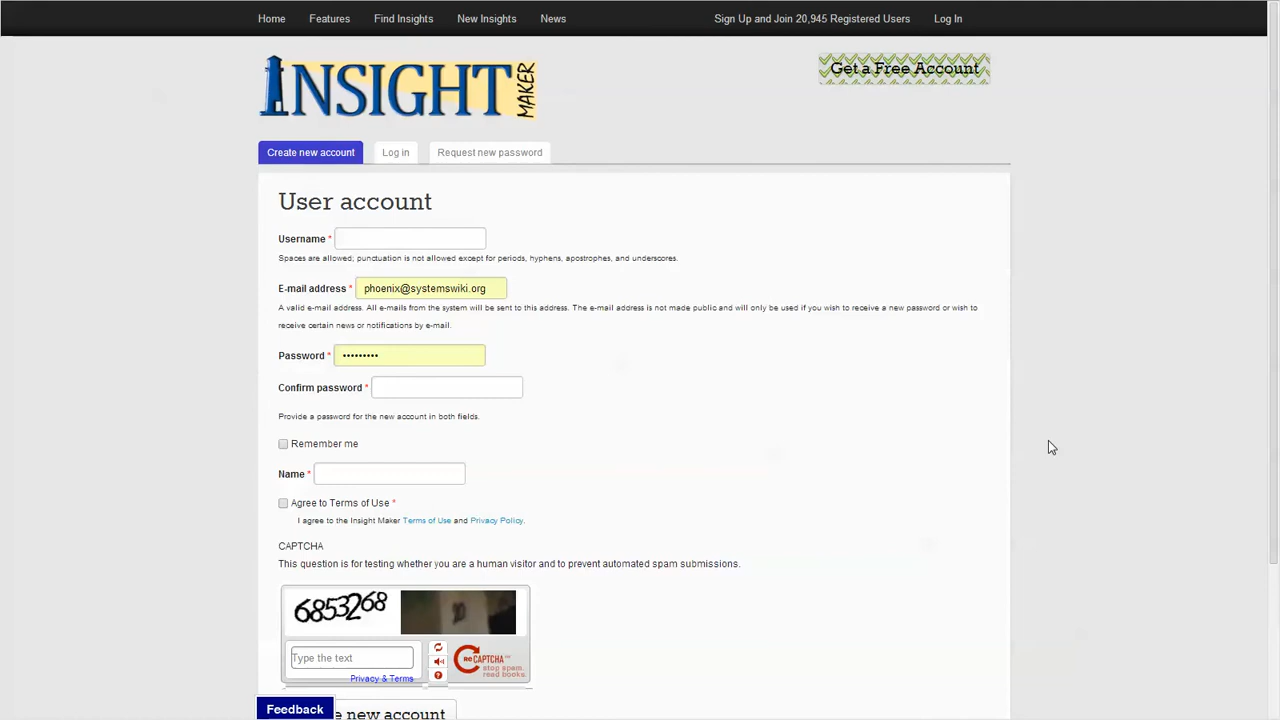 Home Features Find Insights New Insights News Sign Up and Join 20,945 Registered Users Log In
INSIGHT MAKER
Get a Free Account
Create new account Log in Request new password
User account
Username *
Spaces are allowed; punctuation is not allowed except for periods, hyphens, apostrophes, and underscores.
E-mail address * phoenix@systemswiki.org
A valid e-mail address. All e-mails from the system will be sent to this address. The e-mail address is not made public and will only be used if you wish to receive a new password or wish to
receive certain news or notifications by e-mail.
Password * •••••••••
Confirm password *
Provide a password for the new account in both fields.
Remember me
Name *
Agree to Terms of Use *
I agree to the Insight Maker Terms of Use and Privacy Policy.
CAPTCHA
This question is for testing whether you are a human visitor and to prevent automated spam submissions.
6853268
Type the text
Privacy & Terms
reCAPTCHA™
stop spam.
read books.
Feedback
e new account